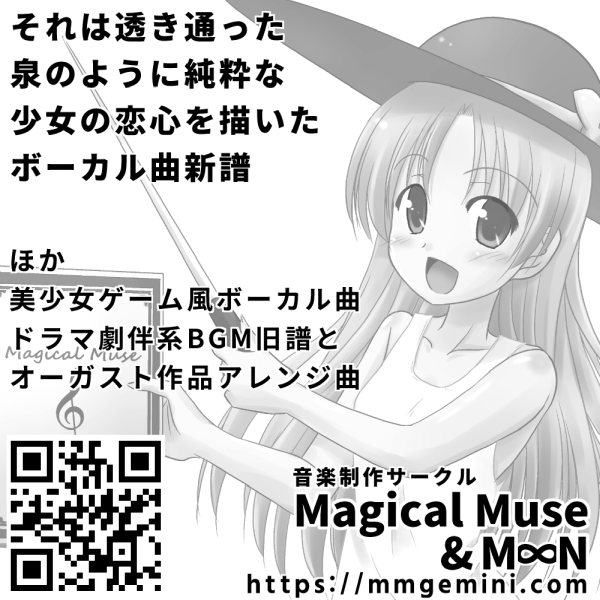 それは透き通った
泉のように純粋な
少女の恋心を描いた
ボーカル曲新譜
ほか
美少女ゲーム風ボーカル曲
ドラマ劇伴系BGM旧譜と
オーガスト作品アレンジ曲
Magical Muse
音楽制作サークル
Magical Muse
& M∞N
https://mmgemini.com